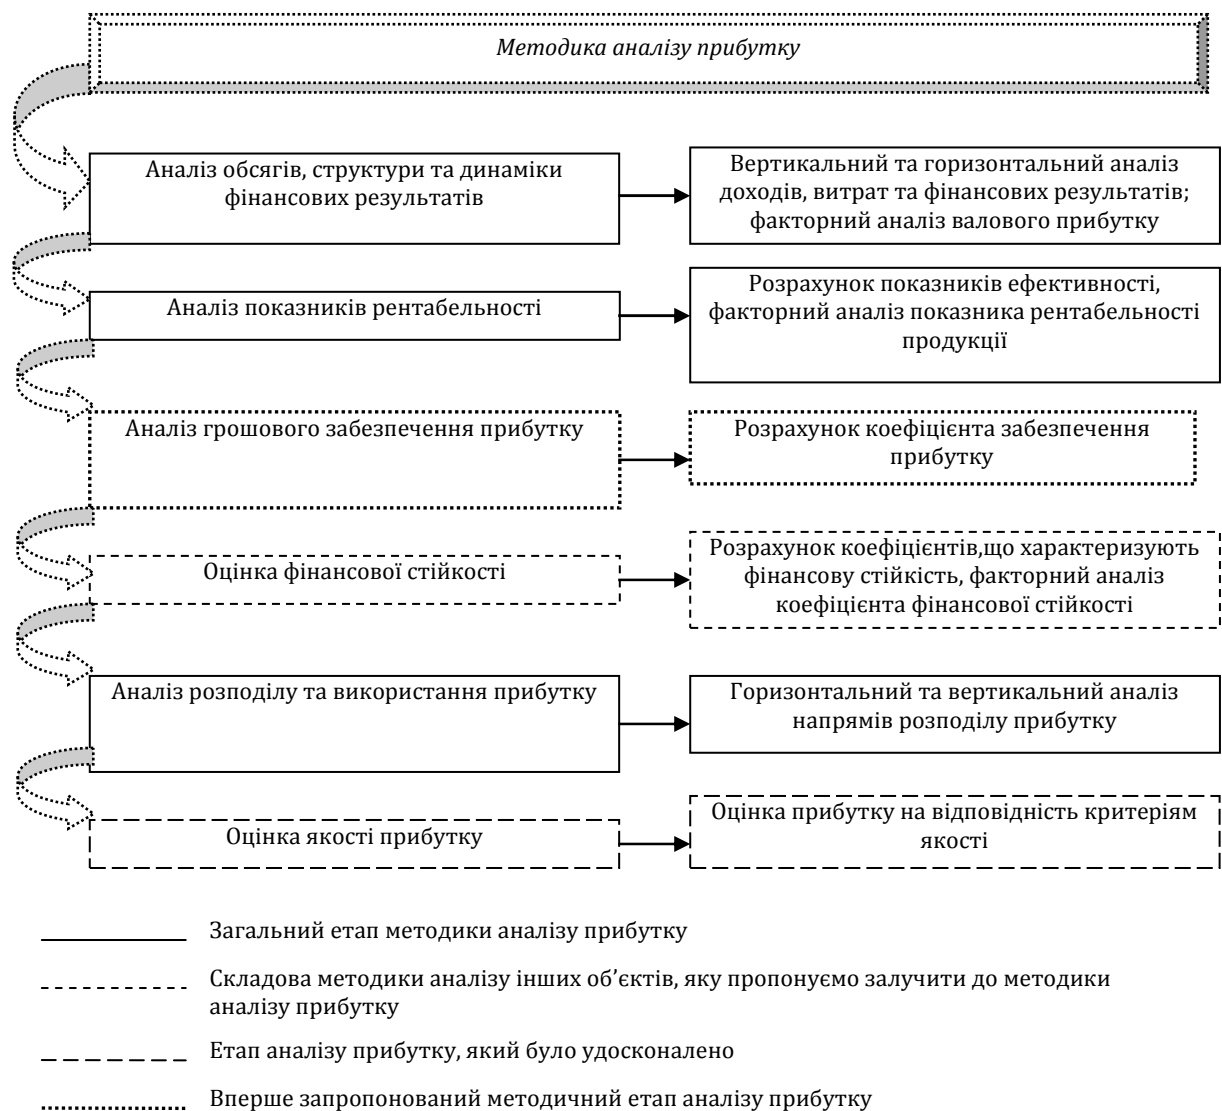 Методика аналізу прибутку
Аналіз обсягів, структури та динаміки
фінансових результатів
Вертикальний та горизонтальний аналіз
доходів, витрат та фінансових результатів;
факторний аналіз валового прибутку
Аналіз показників рентабельності
Розрахунок показників ефективності,
факторний аналіз показника рентабельності
продукції
Аналіз грошового забезпечення прибутку
Розрахунок коефіцієнта забезпечення
прибутку
Оцінка фінансової стійкості
Розрахунок коефіцієнтів,що характеризують
фінансову стійкість, факторний аналіз
коефіцієнта фінансової стійкості
Аналіз розподілу та використання прибутку
Горизонтальний та вертикальний аналіз
напрямів розподілу прибутку
Оцінка якості прибутку
Оцінка прибутку на відповідність критеріям
якості
Загальний етап методики аналізу прибутку
Складова методики аналізу інших об’єктів, яку пропонуємо залучити до методики
аналізу прибутку
Етап аналізу прибутку, який було удосконалено
Вперше запропонований методичний етап аналізу прибутку